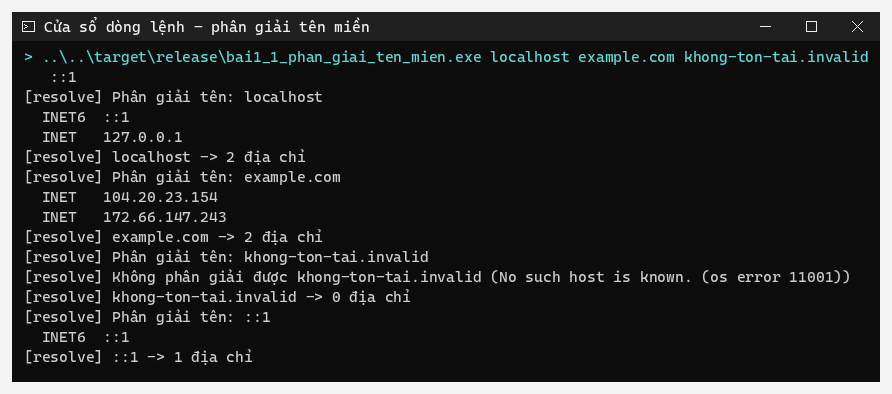 Cửa sổ dòng lệnh – phân giải tên miền
> ..\..\target\release\bai1_1_phan_giai_ten_mien.exe localhost example.com khong-ton-tai.invalid
   ::1
[resolve] Phân giải tên: localhost
  INET6  ::1
  INET   127.0.0.1
[resolve] localhost -> 2 địa chỉ
[resolve] Phân giải tên: example.com
  INET   104.20.23.154
  INET   172.66.147.243
[resolve] example.com -> 2 địa chỉ
[resolve] Phân giải tên: khong-ton-tai.invalid
[resolve] Không phân giải được khong-ton-tai.invalid (No such host is known. (os error 11001))
[resolve] khong-ton-tai.invalid -> 0 địa chỉ
[resolve] Phân giải tên: ::1
  INET6  ::1
[resolve] ::1 -> 1 địa chỉ